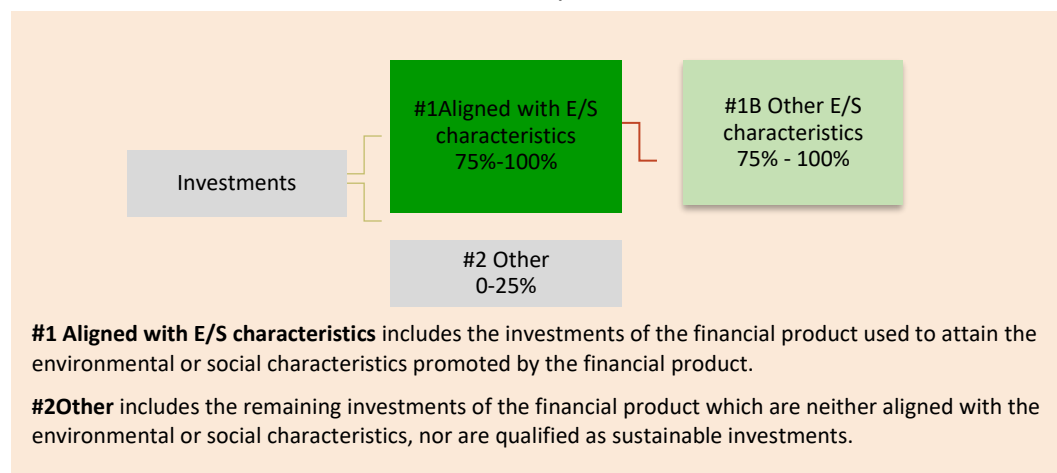 #1Aligned with E/S
characteristics
75%-100%
#1B Other E/S
characteristics
75% - 100%
Investments
#2 Other
0-25%
#1 Aligned with E/S characteristics includes the investments of the financial product used to attain the
environmental or social characteristics promoted by the financial product.
#2Other includes the remaining investments of the financial product which are neither aligned with the
environmental or social characteristics, nor are qualified as sustainable investments.